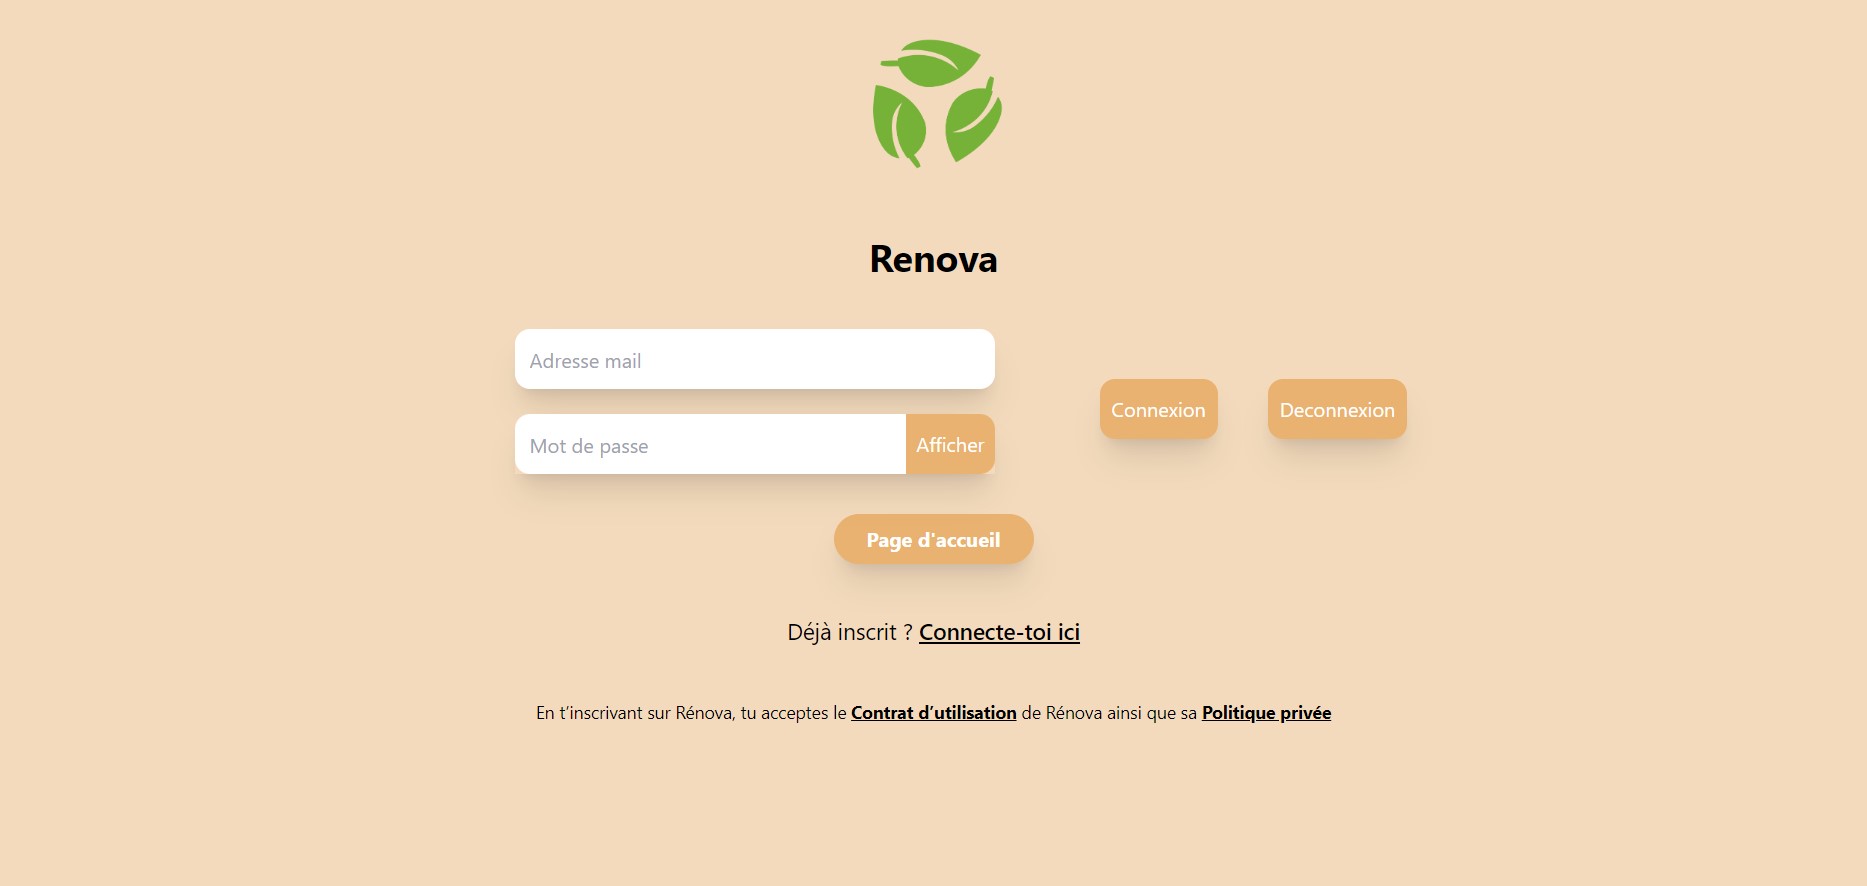 Renova
Adresse mail
Mot de passe
Afficher
Connexion
Deconnexion
Page d'accueil
Déjà inscrit ? Connecte-toi ici
En t’inscrivant sur Rénova, tu acceptes le Contrat d’utilisation de Rénova ainsi que sa Politique privée